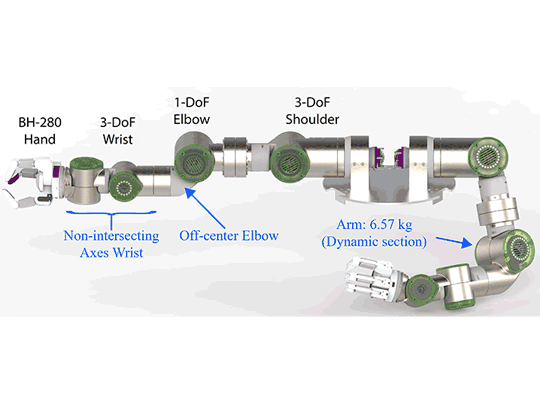 BH-280
Hand
3-DoF
Wrist
1-DoF
Elbow
3-DoF
Shoulder
Non-intersecting
Axes Wrist
Off-center Elbow
Arm: 6.57 kg
(Dynamic section)